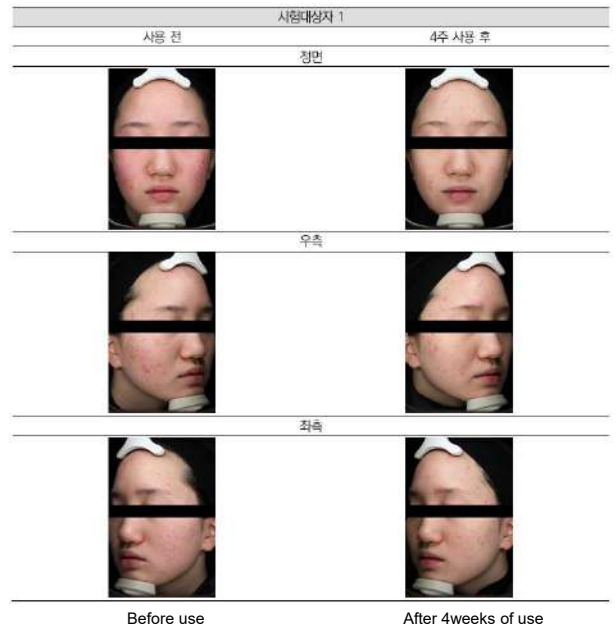 시험대상자 1
사용 전 4주 사용 후
정면
우측
좌측
Before use After 4weeks of use